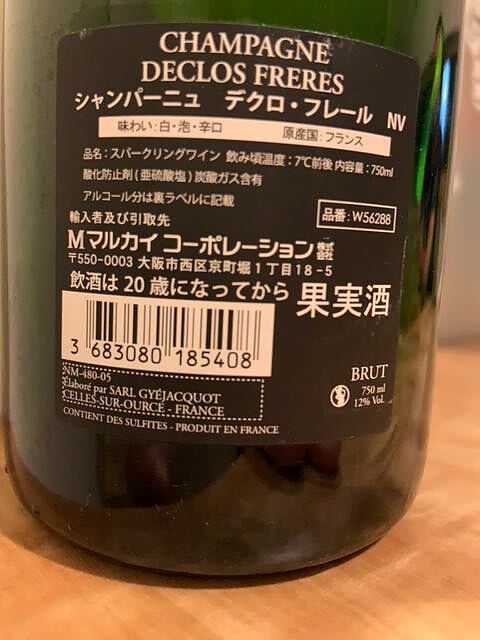 CHAMPAGNE
DECLOS FRERES
シャンパーニュ デクロ・フレール NV
味わい:白・泡・辛口 原産国:フランス
品名:スパークリングワイン 飲み頃温度:7℃前後 内容量:750ml
酸化防止剤(亜硫酸塩)炭酸ガス含有
アルコール分は裏ラベルに記載
品番:W56288
輸入者及び引取先
M マルカイ コーポレーション 株式会社
〒550-0003 大阪市西区京町堀1丁目18-5
飲酒は20歳になってから 果実酒
3 683080 185408
NM-480-05
Élaboré par SARL GYÉJACQUOT
CELLES-SUR-OURCE - FRANCE
CONTIENT DES SULFITES - PRODUIT EN FRANCE
BRUT
750 ml
12% Vol.